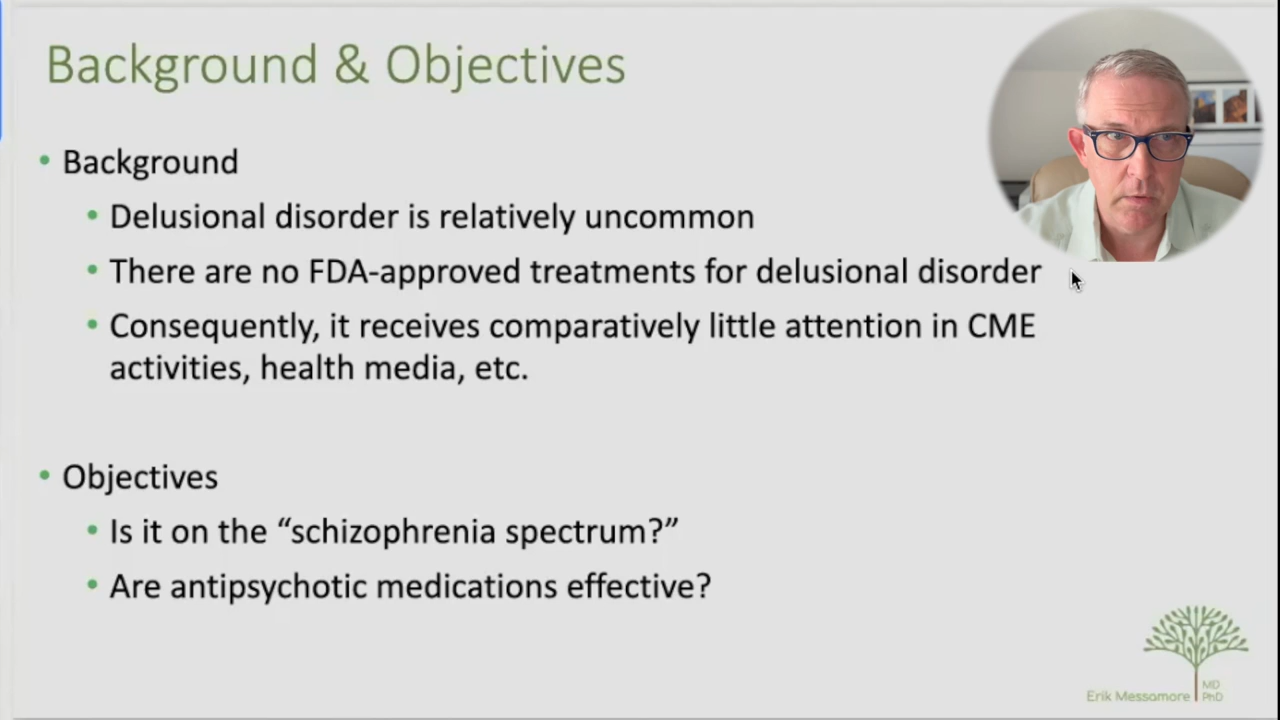 Background & Objectives
• Background
• Delusional disorder is relatively uncommon
• There are no FDA-approved treatments for delusional disorder
• Consequently, it receives comparatively little attention in CME
activities, health media, etc.
• Objectives
• Is it on the “schizophrenia spectrum?”
• Are antipsychotic medications effective?
Erik Messamore
MD
PhD